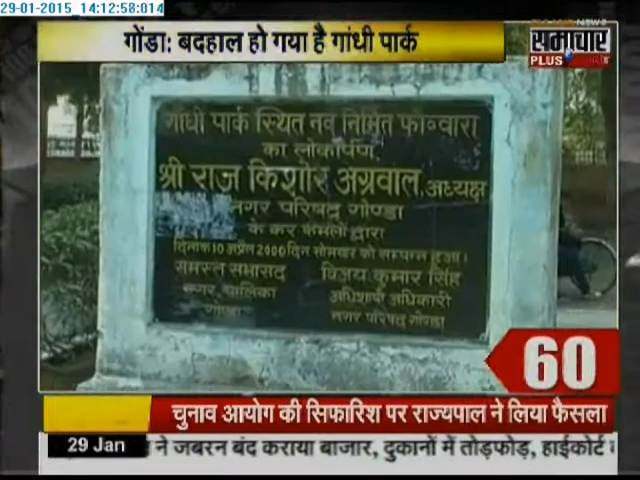 29-01-2015 14:12:58:014
NEWS
गोंडा: बदहाल हो गया है गांधी पार्क
समाचार
PLUS
गाँधी पार्क स्थित नव निर्मित फौव्वारा
का लोकार्पण
श्री राज किशोर अग्रवाल, अध्यक्ष
नगर परिषद गोण्डा
के कर कमलो द्वारा
दिनांक 10 अप्रैल 2000 दिन सोमवार को सम्पन्न हुआ।
समस्त सभासद विजय कुमार सिंह
नगर पालिका अधिशाषी अधिकारी
गोण्डा नगर परिषद गोण्डा
60
चुनाव आयोग की सिफारिश पर राज्यपाल ने लिया फैसला
29 Jan ने जबरन बंद कराया बाजार, दुकानों में तोड़फोड़, हाईकोर्ट